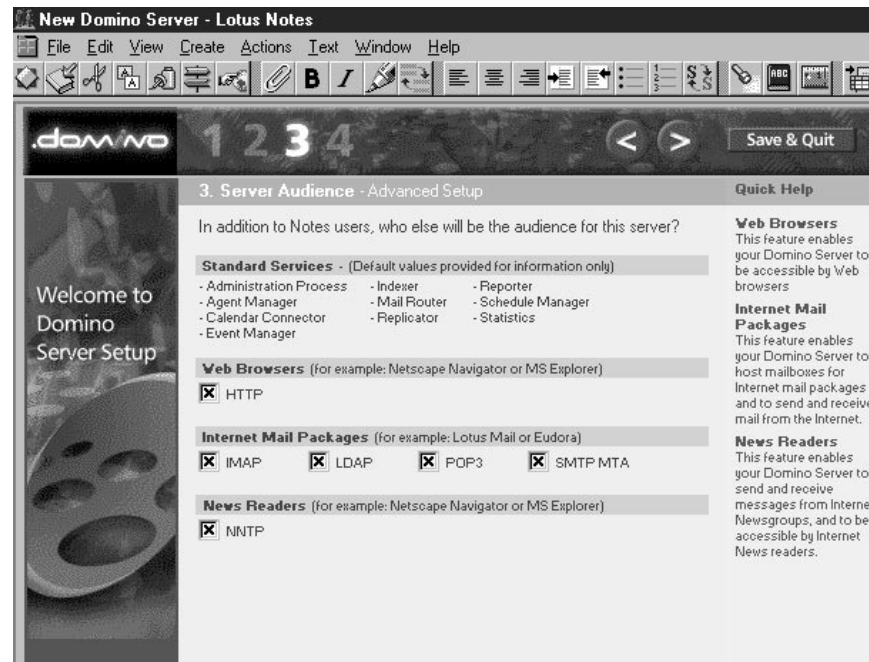 New Domino Server - Lotus Notes
File Edit View Create Actions Text Window Help
B I ABC
.domino 1 2 3 4 < > Save & Quit
Welcome to
Domino
Server Setup
3. Server Audience - Advanced Setup
In addition to Notes users, who else will be the audience for this server?
Standard Services - (Default values provided for information only)
- Administration Process - Indexer - Reporter
- Agent Manager - Mail Router - Schedule Manager
- Calendar Connector - Replicator - Statistics
- Event Manager
Web Browsers (for example: Netscape Navigator or MS Explorer)
HTTP
Internet Mail Packages (for example: Lotus Mail or Eudora)
IMAP LDAP POP3 SMTP MTA
News Readers (for example: Netscape Navigator or MS Explorer)
NNTP
Quick Help
Web Browsers
This feature enables
your Domino Server to
be accessible by Web
browsers
Internet Mail
Packages
This feature enables
your Domino Server to
host mailboxes for
Internet mail packages
and to send and receive
mail from the Internet.
News Readers
This feature enables
your Domino Server to
send and receive
messages from Interne
Newsgroups, and to be
accessible by Internet
News readers.